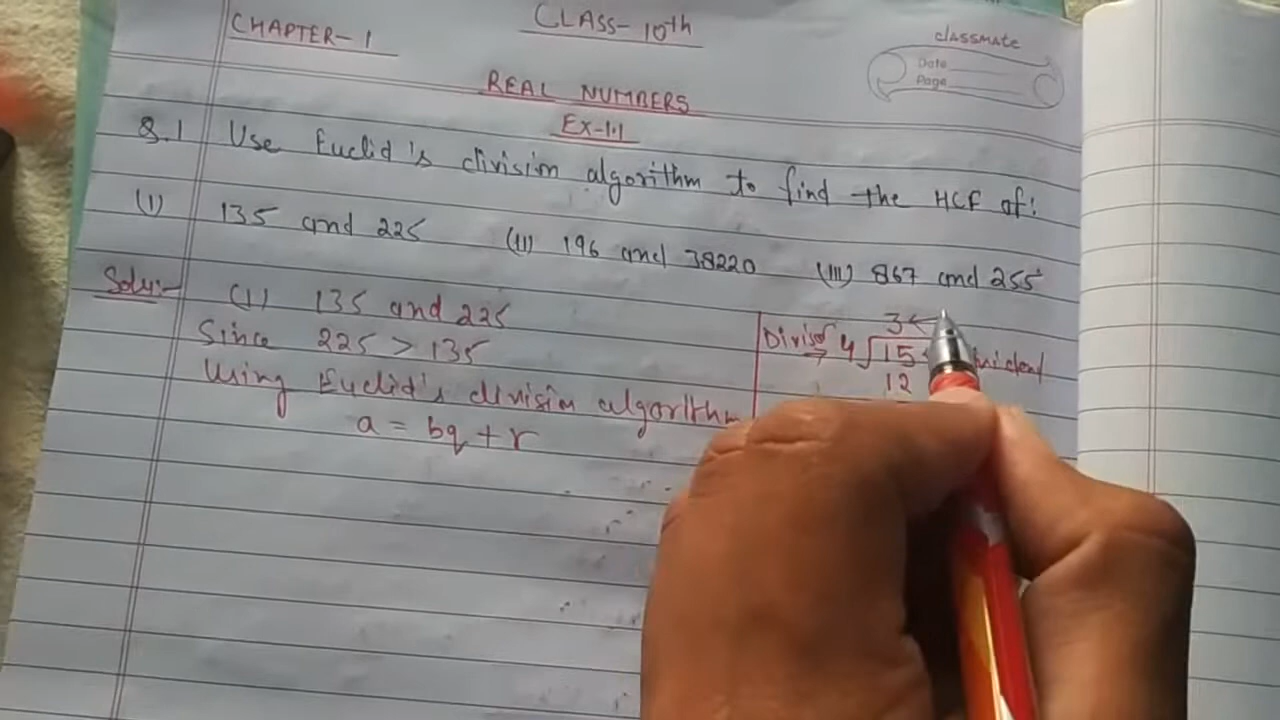 CHAPTER-1
CLASS-10th
classmate
Date
Page
REAL NUMBERS
EX-1.1
Q.1 Use Euclid's division algorithm to find the HCF of:
(I) 135 and 225 (II) 196 and 38220 (III) 867 and 255
Solu:- (I) 135 and 225
Since 225 > 135
Using Euclid's division algorithm
a = bq + r
3←
Divisor → 4√15
12